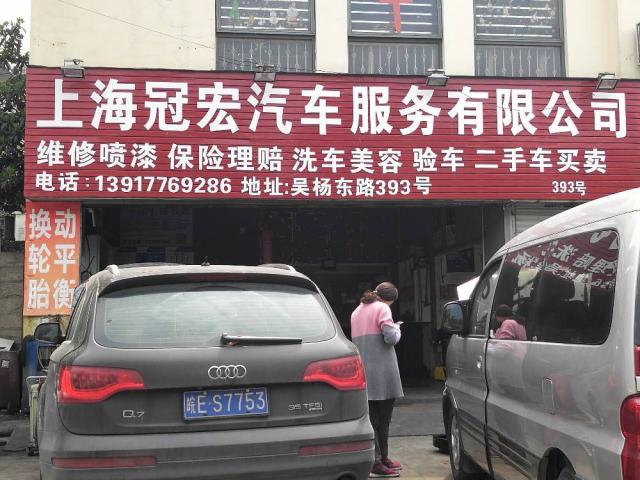 上海冠宏汽车服务有限公司
维修喷漆 保险理赔 洗车美容 验车 二手车买卖
电话:13917769286 地址:吴杨东路393号
393号
换动
轮平
胎衡
Q7
皖E·S7753
35 TFSI